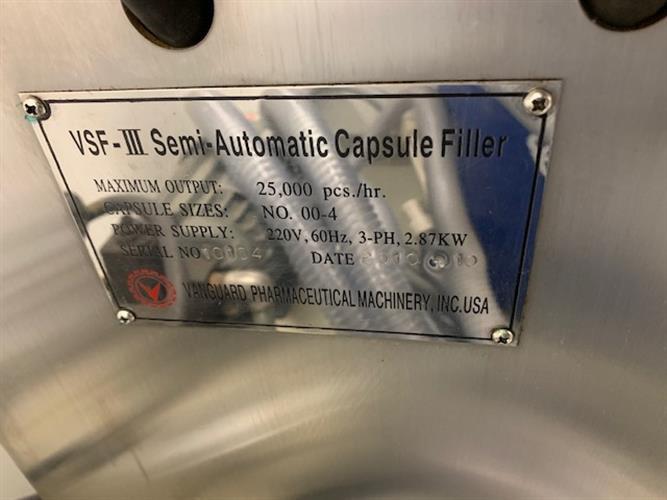 VSF-III Semi-Automatic Capsule Filler
MAXIMUM OUTPUT: 25,000 pcs./hr.
CAPSULE SIZES: NO. 00-4
POWER SUPPLY: 220V, 60Hz, 3-PH, 2.87KW
SERIAL NO 10104 DATE
VANGUARD PHARMACEUTICAL MACHINERY, INC. USA